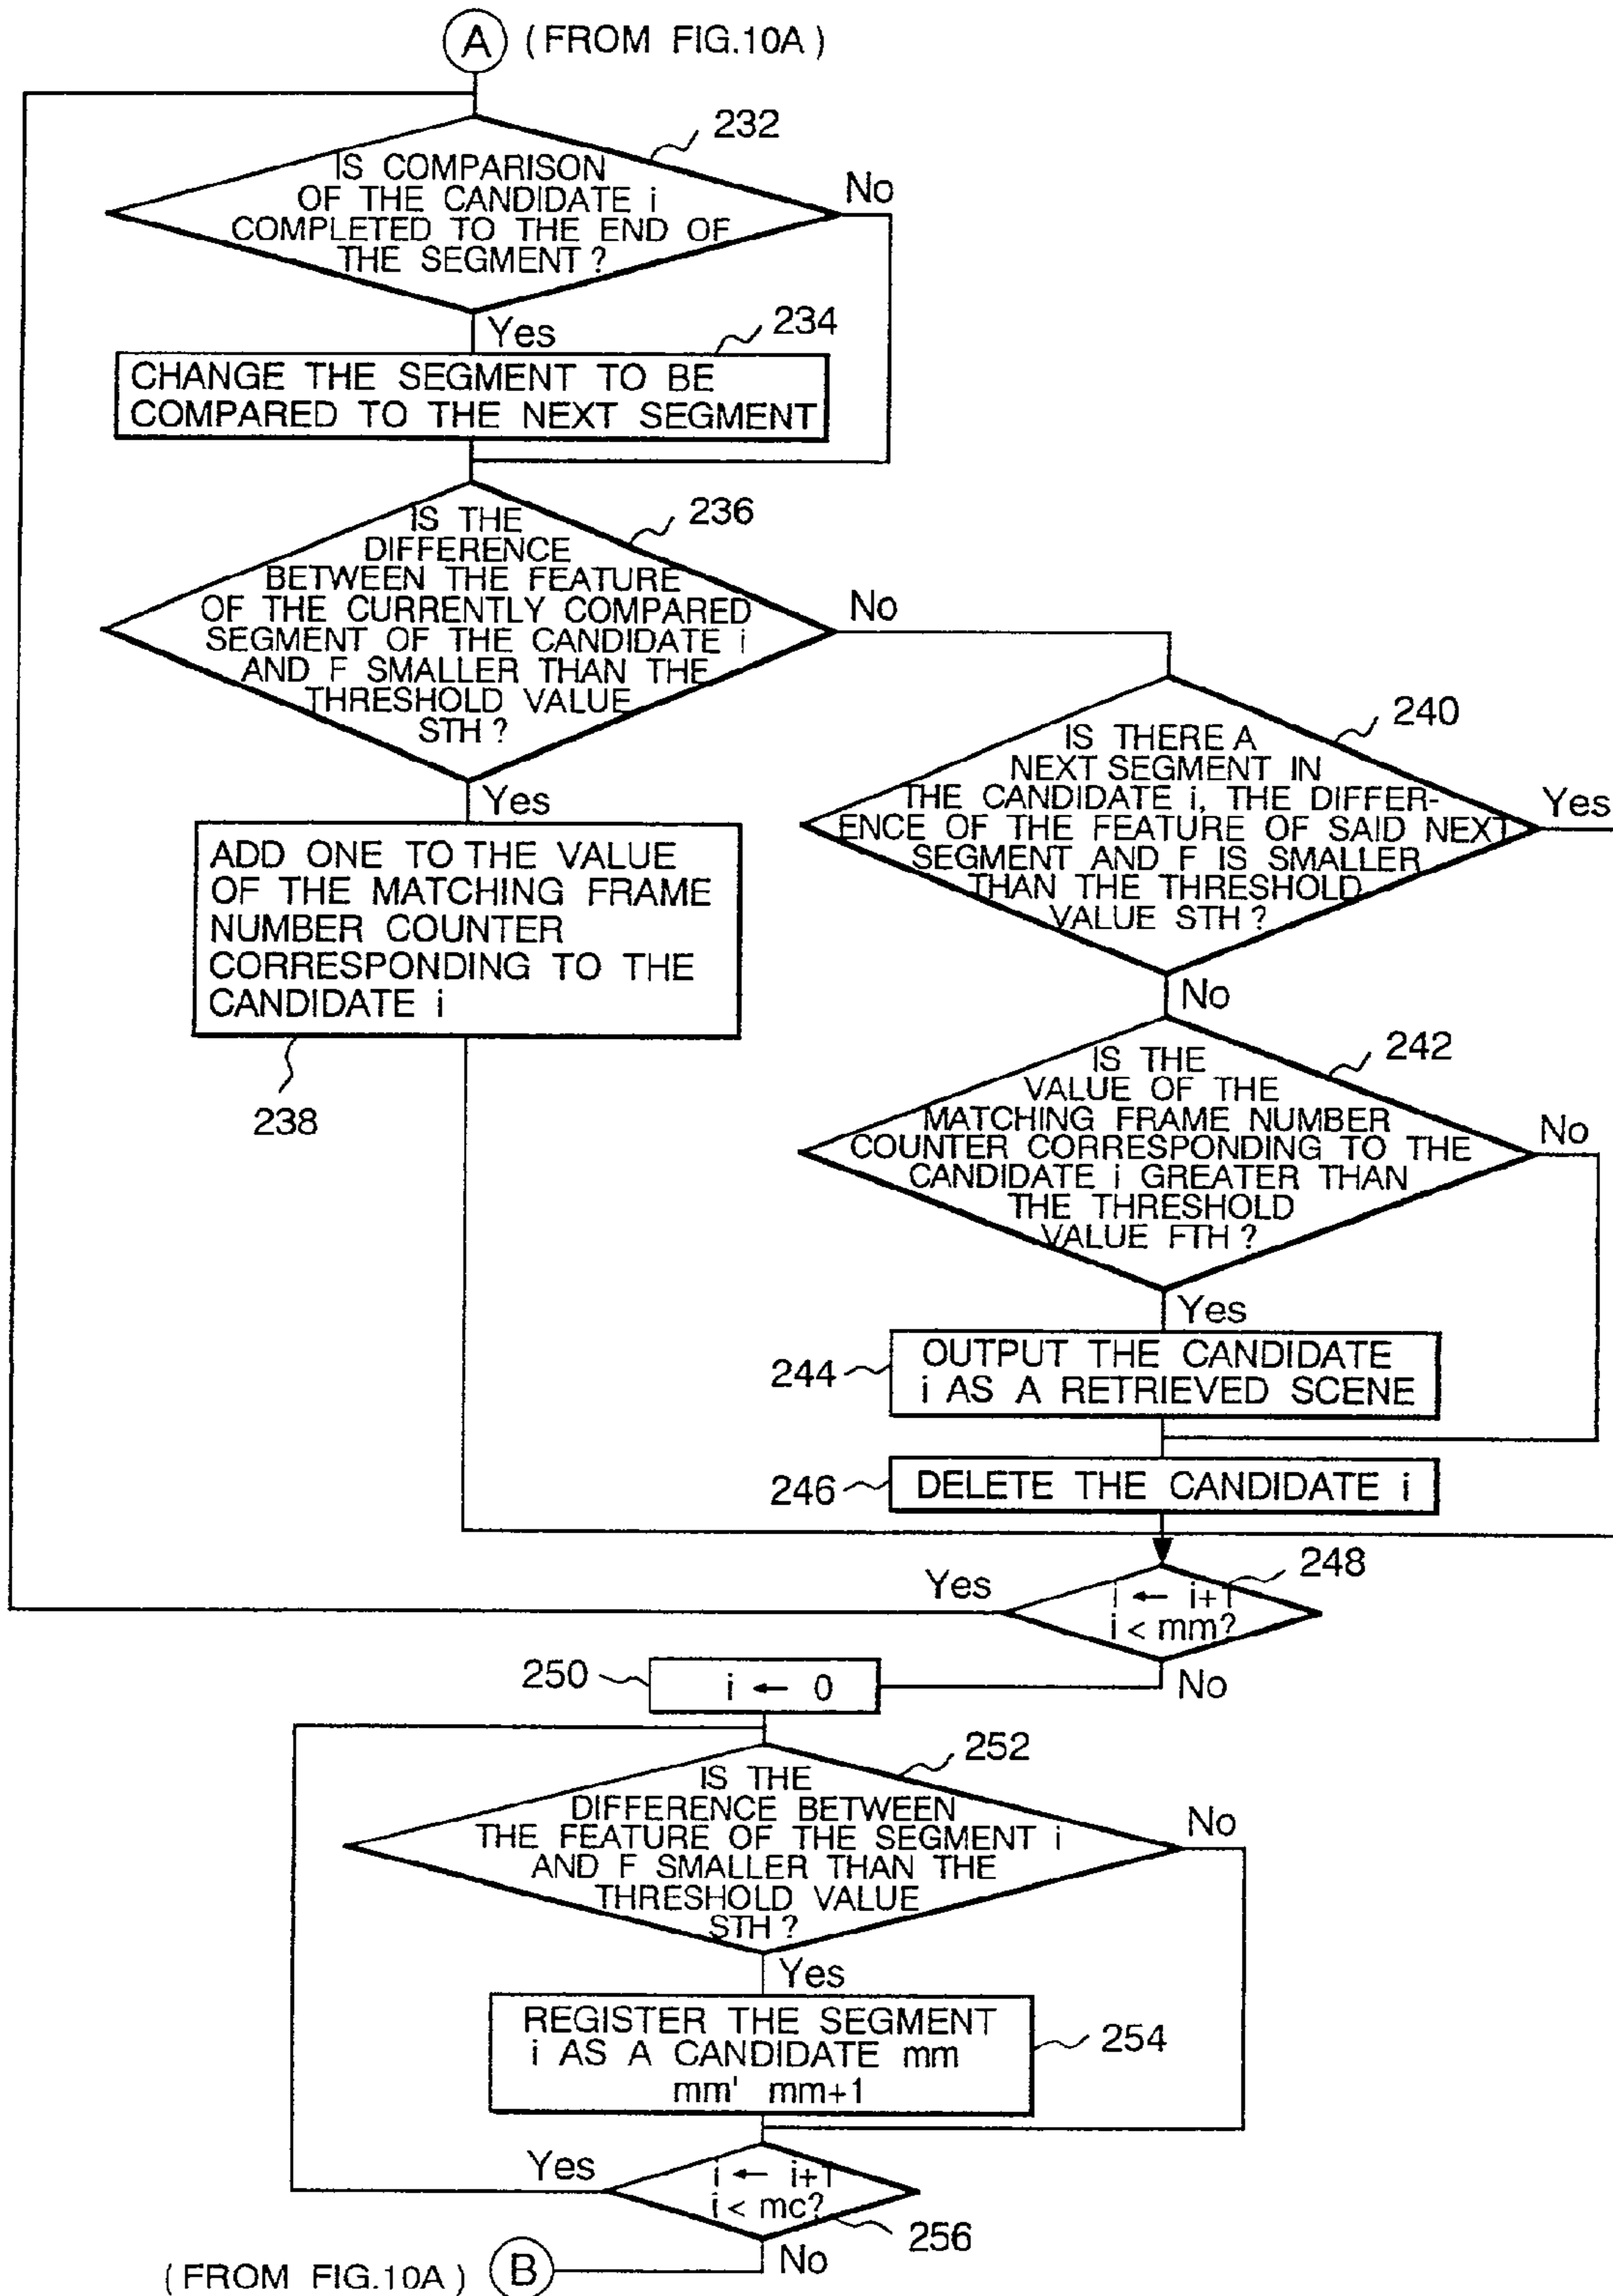 A (FROM FIG.10A)
232
IS COMPARISON
OF THE CANDIDATE i
COMPLETED TO THE END OF
THE SEGMENT?
No
Yes
234
CHANGE THE SEGMENT TO BE
COMPARED TO THE NEXT SEGMENT
236
IS THE
DIFFERENCE
BETWEEN THE FEATURE
OF THE CURRENTLY COMPARED
SEGMENT OF THE CANDIDATE i
AND F SMALLER THAN THE
THRESHOLD VALUE
STH?
No
Yes
ADD ONE TO THE VALUE
OF THE MATCHING FRAME
NUMBER COUNTER
CORRESPONDING TO THE
CANDIDATE i
238
240
IS THERE A
NEXT SEGMENT IN
THE CANDIDATE i, THE DIFFER-
ENCE OF THE FEATURE OF SAID NEXT
SEGMENT AND F IS SMALLER
THAN THE THRESHOLD
VALUE STH?
Yes
No
242
IS THE
VALUE OF THE
MATCHING FRAME NUMBER
COUNTER CORRESPONDING TO THE
CANDIDATE i GREATER THAN
THE THRESHOLD
VALUE FTH?
No
Yes
244
OUTPUT THE CANDIDATE
i AS A RETRIEVED SCENE
246
DELETE THE CANDIDATE i
248
i ← i+1
i < mm?
Yes
No
250
i ← 0
252
IS THE
DIFFERENCE BETWEEN
THE FEATURE OF THE SEGMENT i
AND F SMALLER THAN THE
THRESHOLD VALUE
STH?
No
Yes
254
REGISTER THE SEGMENT
i AS A CANDIDATE mm
mm' mm+1
Yes
i ← i+1
i < mc?
256
No
(FROM FIG.10A) B